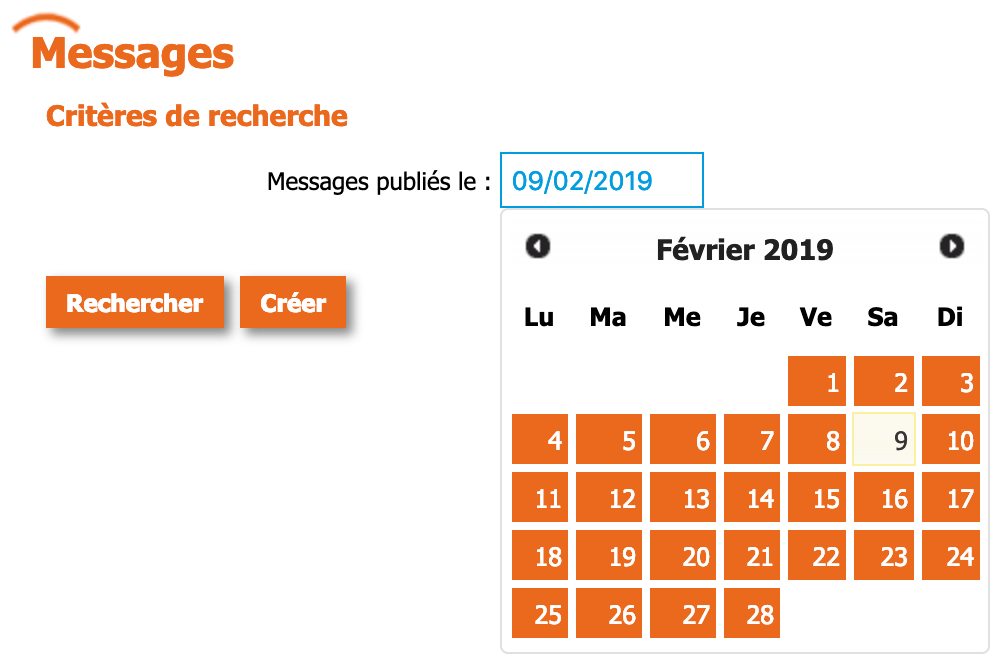 Messages
Critères de recherche
Messages publiés le : 09/02/2019
Février 2019
Rechercher Créer
Lu Ma Me Je Ve Sa Di
1 2 3
4 5 6 7 8 9 10
11 12 13 14 15 16 17
18 19 20 21 22 23 24
25 26 27 28